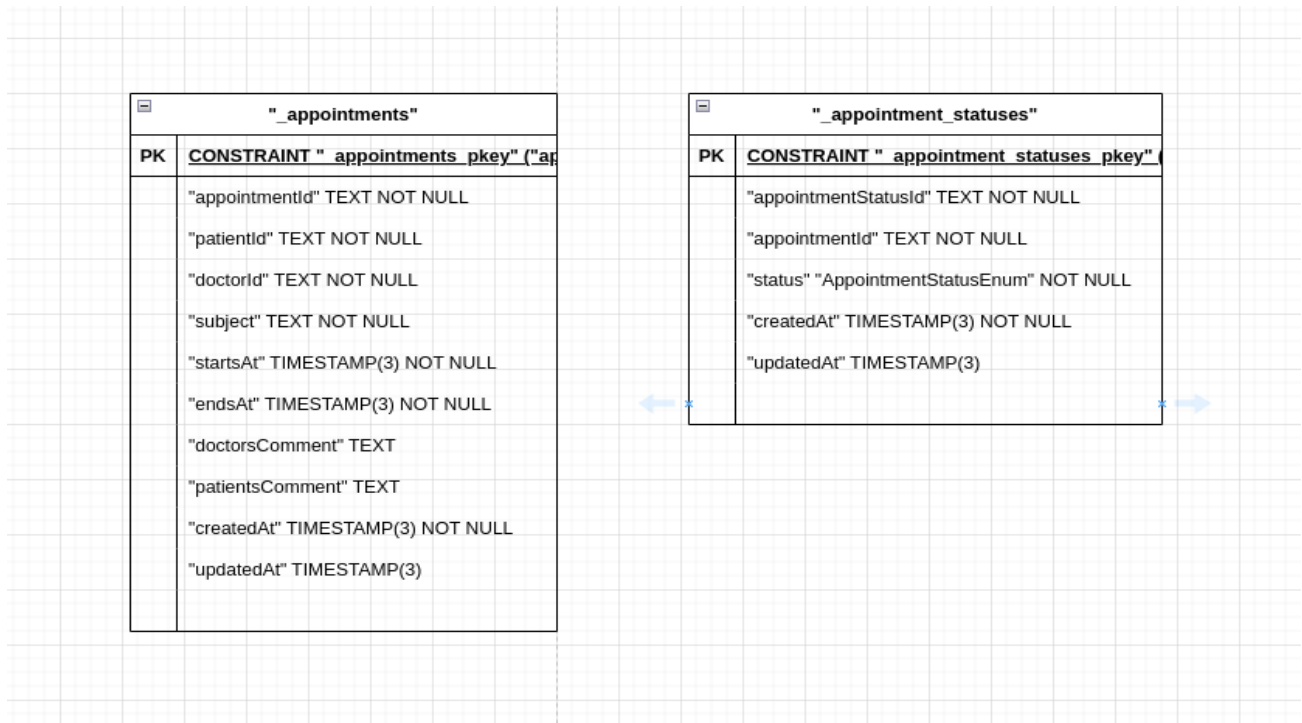 "_appointments"
PK CONSTRAINT "_appointments_pkey" ("ap
"appointmentId" TEXT NOT NULL
"patientId" TEXT NOT NULL
"doctorId" TEXT NOT NULL
"subject" TEXT NOT NULL
"startsAt" TIMESTAMP(3) NOT NULL
"endsAt" TIMESTAMP(3) NOT NULL
"doctorsComment" TEXT
"patientsComment" TEXT
"createdAt" TIMESTAMP(3) NOT NULL
"updatedAt" TIMESTAMP(3)
"_appointment_statuses"
PK CONSTRAINT "_appointment_statuses_pkey" (
"appointmentStatusId" TEXT NOT NULL
"appointmentId" TEXT NOT NULL
"status" "AppointmentStatusEnum" NOT NULL
"createdAt" TIMESTAMP(3) NOT NULL
"updatedAt" TIMESTAMP(3)